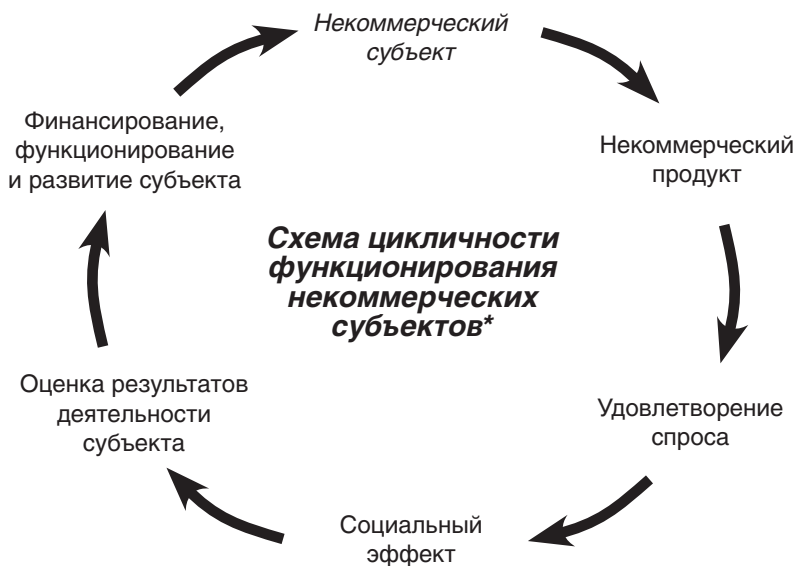 Некоммерческий
субъект
Некоммерческий
продукт
Удовлетворение
спроса
Социальный
эффект
Оценка результатов
деятельности
субъекта
Финансирование,
функционирование
и развитие субъекта
Схема цикличности
функционирования
некоммерческих
субъектов*